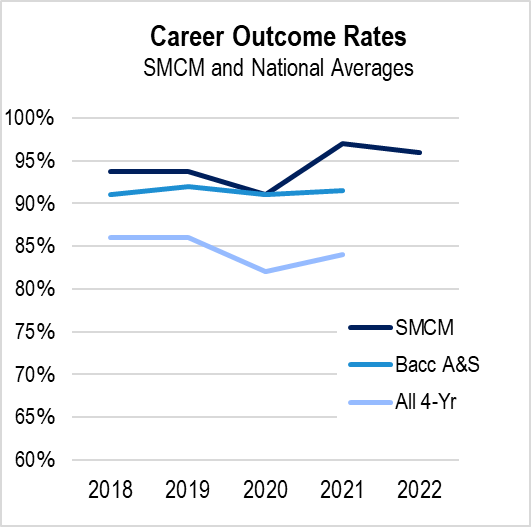 Career Outcome Rates
SMCM and National Averages
100%
95%
90%
85%
80%
75%
70%
65%
60%
SMCM
Bacc A&S
All 4-Yr
2018 2019 2020 2021 2022